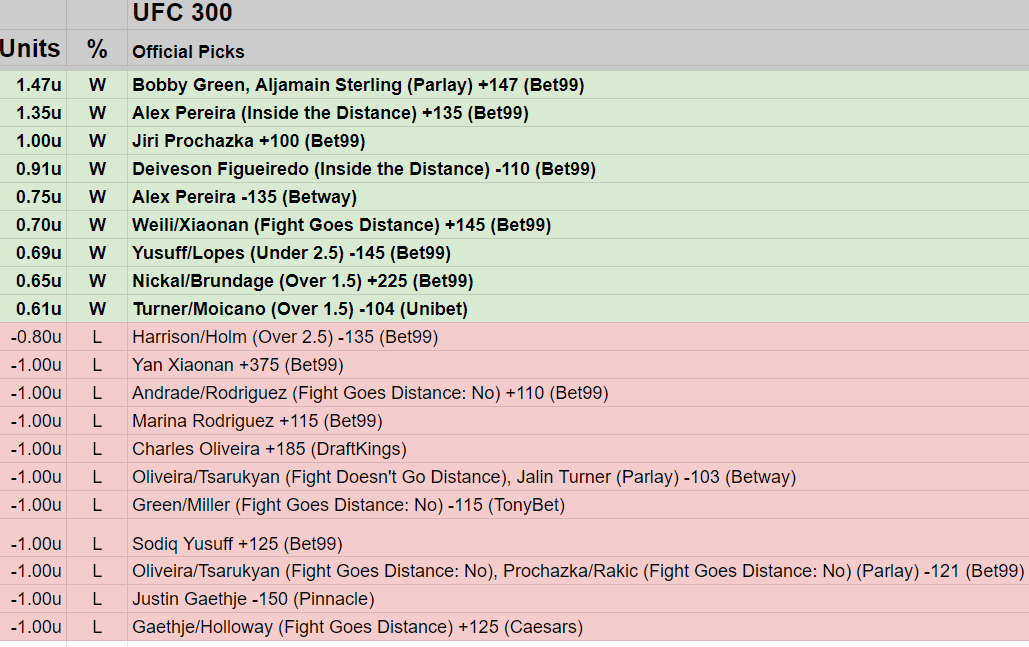 UFC 300
Units % Official Picks
1.47u W Bobby Green, Aljamain Sterling (Parlay) +147 (Bet99)
1.35u W Alex Pereira (Inside the Distance) +135 (Bet99)
1.00u W Jiri Prochazka +100 (Bet99)
0.91u W Deiveson Figueiredo (Inside the Distance) -110 (Bet99)
0.75u W Alex Pereira -135 (Betway)
0.70u W Weili/Xiaonan (Fight Goes Distance) +145 (Bet99)
0.69u W Yusuff/Lopes (Under 2.5) -145 (Bet99)
0.65u W Nickal/Brundage (Over 1.5) +225 (Bet99)
0.61u W Turner/Moicano (Over 1.5) -104 (Unibet)
-0.80u L Harrison/Holm (Over 2.5) -135 (Bet99)
-1.00u L Yan Xiaonan +375 (Bet99)
-1.00u L Andrade/Rodriguez (Fight Goes Distance: No) +110 (Bet99)
-1.00u L Marina Rodriguez +115 (Bet99)
-1.00u L Charles Oliveira +185 (DraftKings)
-1.00u L Oliveira/Tsarukyan (Fight Doesn't Go Distance), Jalin Turner (Parlay) -103 (Betway)
-1.00u L Green/Miller (Fight Goes Distance: No) -115 (TonyBet)
-1.00u L Sodiq Yusuff +125 (Bet99)
-1.00u L Oliveira/Tsarukyan (Fight Goes Distance: No), Prochazka/Rakic (Fight Goes Distance: No) (Parlay) -121 (Bet99)
-1.00u L Justin Gaethje -150 (Pinnacle)
-1.00u L Gaethje/Holloway (Fight Goes Distance) +125 (Caesars)